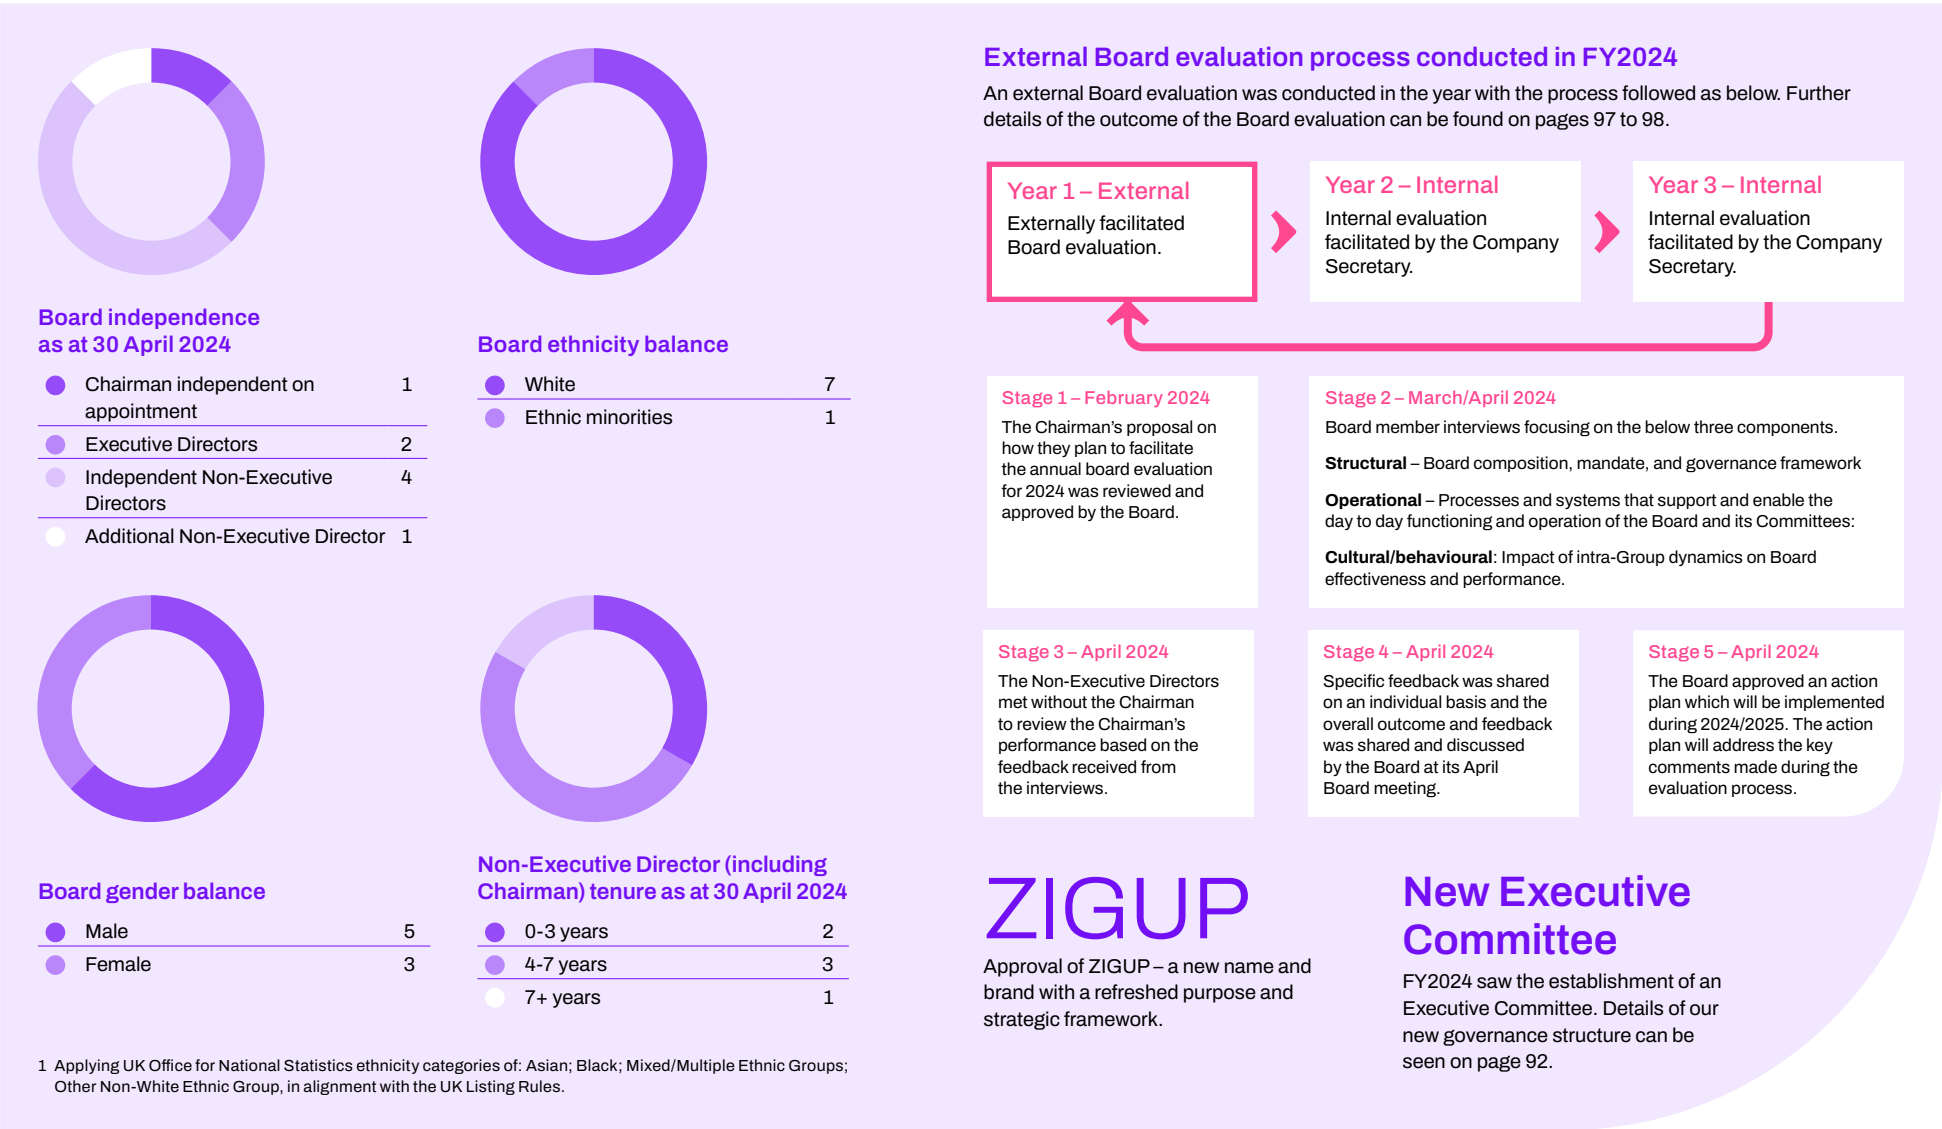 Board independence
as at 30 April 2024
Chairman independent on 1
appointment
Executive Directors 2
Independent Non-Executive 4
Directors
Additional Non-Executive Director 1
Board ethnicity balance
White 7
Ethnic minorities 1
Board gender balance
Male 5
Female 3
Non-Executive Director (including
Chairman) tenure as at 30 April 2024
0-3 years 2
4-7 years 3
7+ years 1
1 Applying UK Office for National Statistics ethnicity categories of: Asian; Black; Mixed/Multiple Ethnic Groups;
Other Non-White Ethnic Group, in alignment with the UK Listing Rules.
External Board evaluation process conducted in FY2024
An external Board evaluation was conducted in the year with the process followed as below. Further
details of the outcome of the Board evaluation can be found on pages 97 to 98.
Year 1 – External
Externally facilitated
Board evaluation.
Year 2 – Internal
Internal evaluation
facilitated by the Company
Secretary.
Year 3 – Internal
Internal evaluation
facilitated by the Company
Secretary.
Stage 1 – February 2024
The Chairman's proposal on
how they plan to facilitate
the annual board evaluation
for 2024 was reviewed and
approved by the Board.
Stage 2 – March/April 2024
Board member interviews focusing on the below three components.
Structural – Board composition, mandate, and governance framework
Operational – Processes and systems that support and enable the
day to day functioning and operation of the Board and its Committees:
Cultural/behavioural: Impact of intra-Group dynamics on Board
effectiveness and performance.
Stage 3 – April 2024
The Non-Executive Directors
met without the Chairman
to review the Chairman's
performance based on the
feedback received from
the interviews.
Stage 4 – April 2024
Specific feedback was shared
on an individual basis and the
overall outcome and feedback
was shared and discussed
by the Board at its April
Board meeting.
Stage 5 – April 2024
The Board approved an action
plan which will be implemented
during 2024/2025. The action
plan will address the key
comments made during the
evaluation process.
ZIGUP
Approval of ZIGUP – a new name and
brand with a refreshed purpose and
strategic framework.
New Executive
Committee
FY2024 saw the establishment of an
Executive Committee. Details of our
new governance structure can be
seen on page 92.